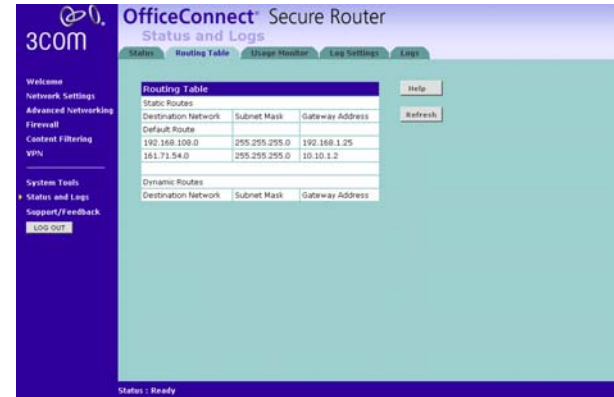 3COM
OfficeConnect Secure Router
Status and Logs
Status Routing Table Usage Monitor Log Settings Logs
Welcome
Network Settings
Advanced Networking
Firewall
Content Filtering
VPN
System Tools
Status and Logs
Support/Feedback
LOG OUT
Routing Table
Static Routes
Destination Network Subnet Mask Gateway Address
Default Route
192.168.108.0 255.255.255.0 192.168.1.25
161.71.54.0 255.255.255.0 10.10.1.2
Dynamic Routes
Destination Network Subnet Mask Gateway Address
Help
Refresh
Status : Ready